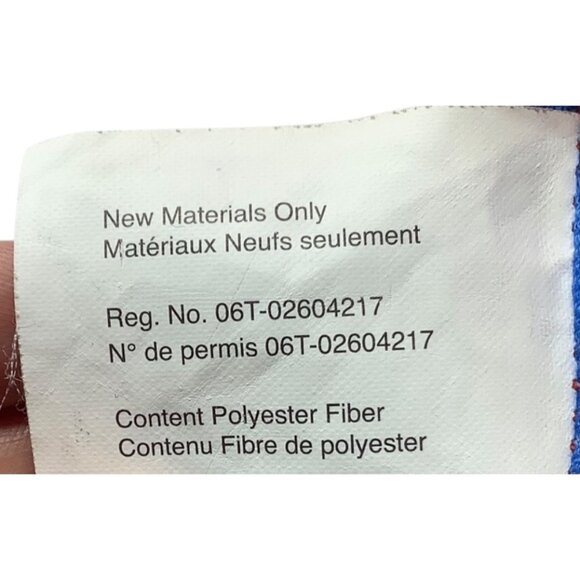 New Materials Only
Matériaux Neufs seulement
Reg. No. 06T-02604217
N° de permis 06T-02604217
Content Polyester Fiber
Contenu Fibre de polyester